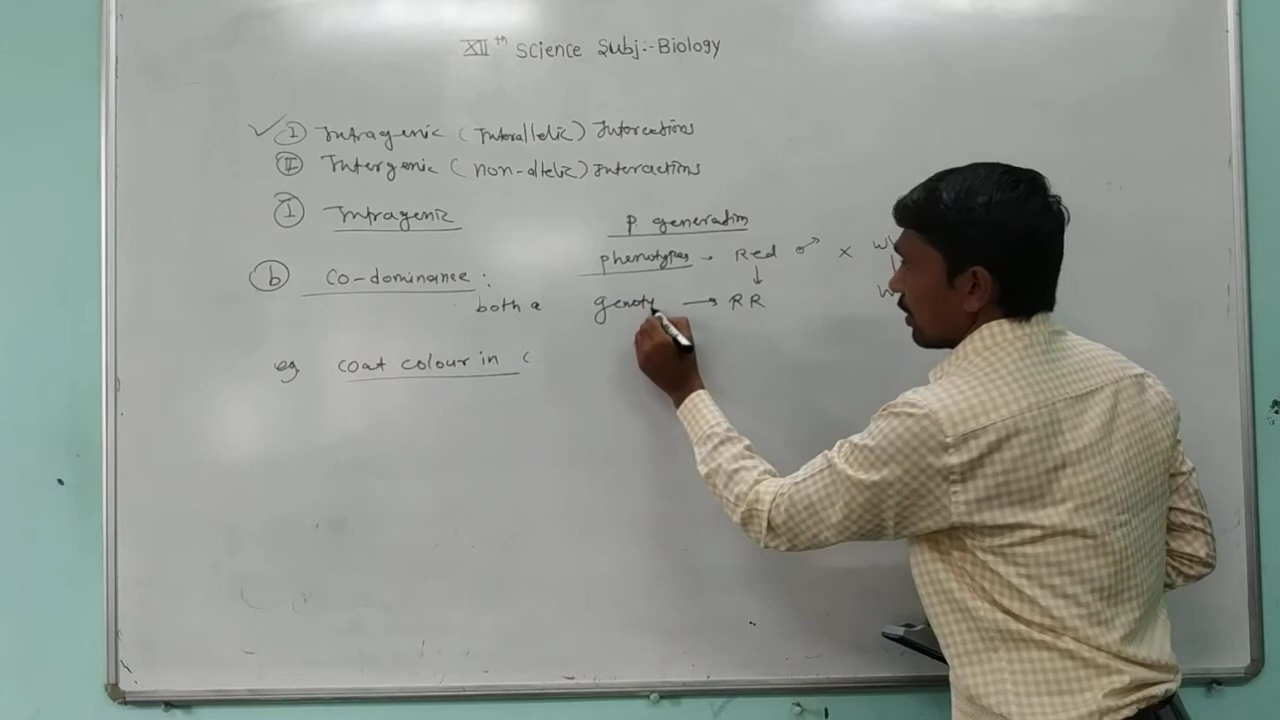 XIIth Science Subj:- Biology
✓ I Intragenic (Interallelic) Interactions
II Intergenic (non-allelic) Interactions
I Intragenic
P. generation
phenotypes → Red ♂ x W
b Co-dominance :
both a
genoty → RR W
eg coat colour in (